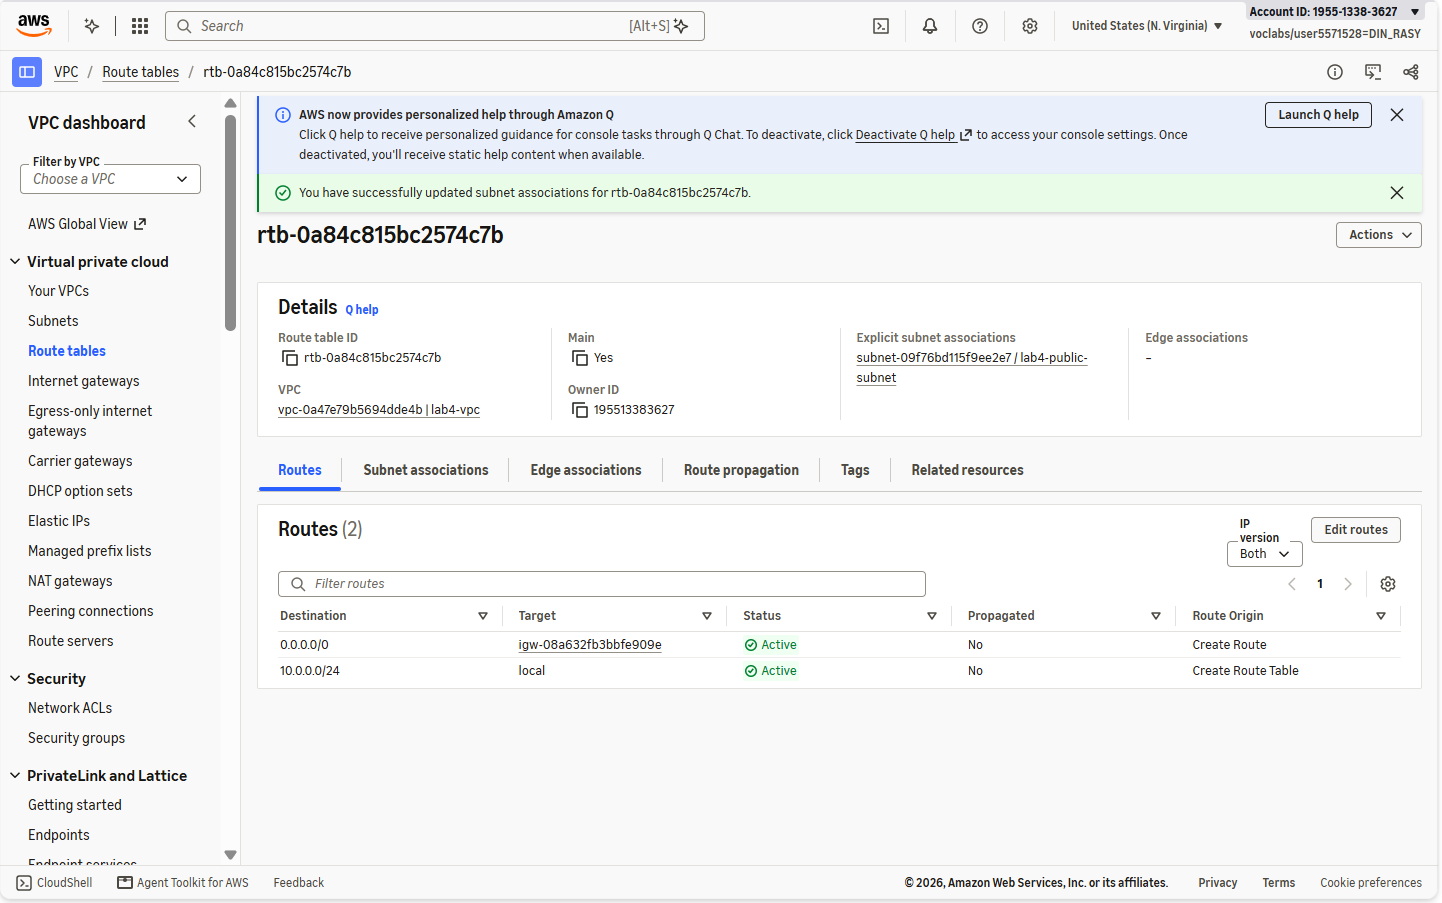 aws
Search
[Alt+S]
United States (N. Virginia)
Account ID: 1955-1338-3627
voclabs/user5571528=DIN_RASY
VPC / Route tables / rtb-0a84c815bc2574c7b
VPC dashboard
Filter by VPC
Choose a VPC
AWS Global View
Virtual private cloud
Your VPCs
Subnets
Route tables
Internet gateways
Egress-only internet
gateways
Carrier gateways
DHCP option sets
Elastic IPs
Managed prefix lists
NAT gateways
Peering connections
Route servers
Security
Network ACLs
Security groups
PrivateLink and Lattice
Getting started
Endpoints
Endpoint services
AWS now provides personalized help through Amazon Q
Click Q help to receive personalized guidance for console tasks through Q Chat. To deactivate, click Deactivate Q help to access your console settings. Once
deactivated, you'll receive static help content when available.
Launch Q help
You have successfully updated subnet associations for rtb-0a84c815bc2574c7b.
rtb-0a84c815bc2574c7b
Actions
Details Q help
Route table ID
rtb-0a84c815bc2574c7b
VPC
vpc-0a47e79b5694dde4b | lab4-vpc
Main
Yes
Owner ID
195513383627
Explicit subnet associations
subnet-09f76bd115f9ee2e7 / lab4-public-
subnet
Edge associations
–
Routes Subnet associations Edge associations Route propagation Tags Related resources
Routes (2)
IP
version
Both
Edit routes
Filter routes
1
Destination Target Status Propagated Route Origin
0.0.0.0/0 igw-08a632fb3bbfe909e Active No Create Route
10.0.0.0/24 local Active No Create Route Table
CloudShell Agent Toolkit for AWS Feedback
© 2026, Amazon Web Services, Inc. or its affiliates. Privacy Terms Cookie preferences